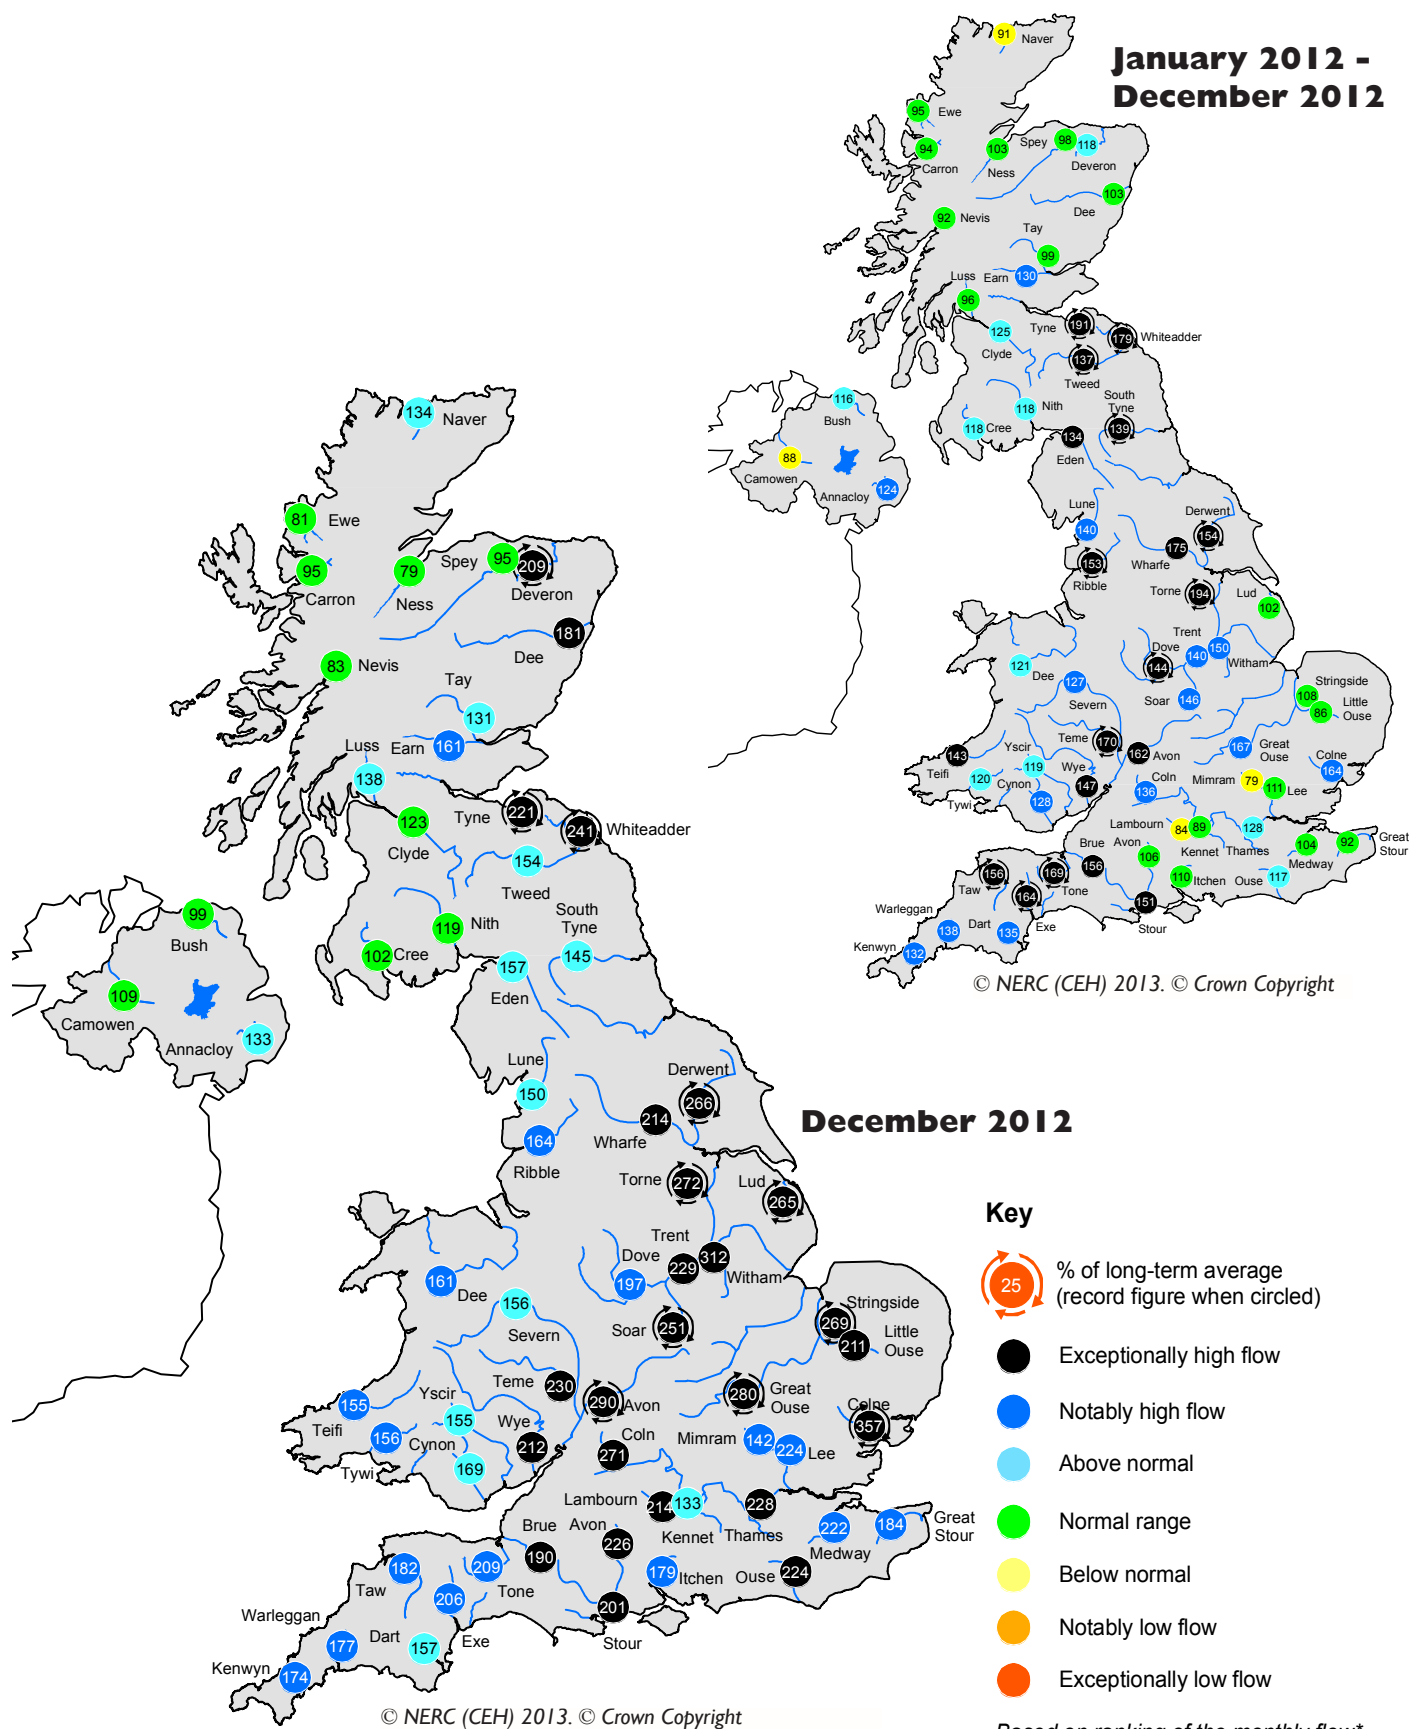 January 2012 -
December 2012
91
Naver
95
Ewe
94
Carron
103
Ness
Spey
98
118
Deveron
103
Dee
92
Nevis
Tay
99
Luss
Earn
130
96
125
Clyde
Tyne
191
179
Whiteadder
137
Tweed
South
Tyne
139
118
Nith
118
Cree
134
Eden
116
Bush
88
Camowen
Annacloy
124
Lune
140
Derwent
154
175
Wharfe
153
Ribble
Torne
194
Lud
102
Trent
Dove
140
150
Witham
144
121
Dee
127
Severn
Soar
146
Stringside
108
86
Little
Ouse
Teme
170
162
Avon
167
Great
Ouse
Colne
164
143
Teifi
Yscir
119
Wye
147
120
Tywi
Cynon
128
Coln
136
Mimram
79
111
Lee
Lambourn
84
89
Kennet
128
Thames
104
Medway
92
Great
Stour
Avon
106
Brue
156
110
Itchen
Ouse
117
156
Taw
169
Tone
164
Exe
151
Stour
Warleggan
138
Dart
135
Kenwyn
132
© NERC (CEH) 2013. © Crown Copyright
134
Naver
81
Ewe
95
Carron
79
Ness
Spey
95
209
Deveron
181
Dee
83
Nevis
Tay
131
Luss
Earn
161
138
123
Clyde
Tyne
221
241
Whiteadder
154
Tweed
South
Tyne
145
119
Nith
102
Cree
157
Eden
99
Bush
109
Camowen
Annacloy
133
Lune
150
Derwent
266
214
Wharfe
164
Ribble
December 2012
Torne
272
Lud
265
Trent
Dove
229
312
Witham
197
161
Dee
156
Severn
Soar
251
Stringside
269
211
Little
Ouse
Teme
230
290
Avon
280
Great
Ouse
Colne
357
155
Teifi
Yscir
155
Wye
212
156
Tywi
Cynon
169
Coln
271
Mimram
142
224
Lee
Lambourn
214
133
Kennet
228
Thames
222
Medway
184
Great
Stour
Brue
190
Avon
226
179
Itchen
Ouse
224
182
Taw
209
Tone
206
Exe
201
Stour
Warleggan
177
Dart
157
Kenwyn
174
© NERC (CEH) 2013. © Crown Copyright
Key
25
% of long-term average
(record figure when circled)
Exceptionally high flow
Notably high flow
Above normal
Normal range
Below normal
Notably low flow
Exceptionally low flow
Based on ranking of the monthly flow*